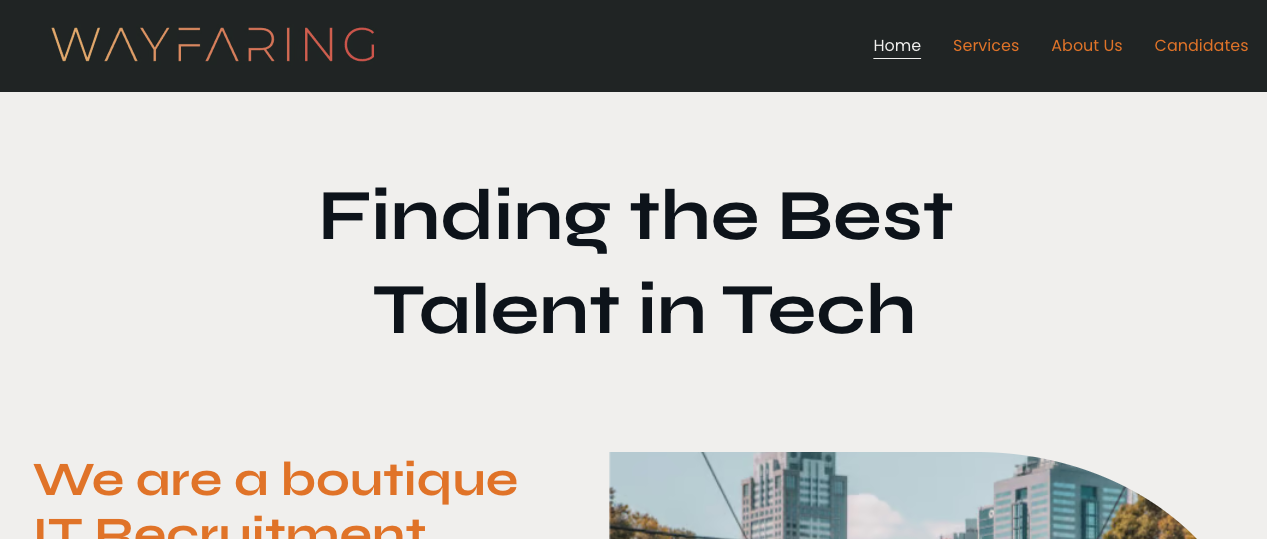 WAYFARING
Home Services About Us Candidates
Finding the Best
Talent in Tech
We are a boutique
IT Recruitment